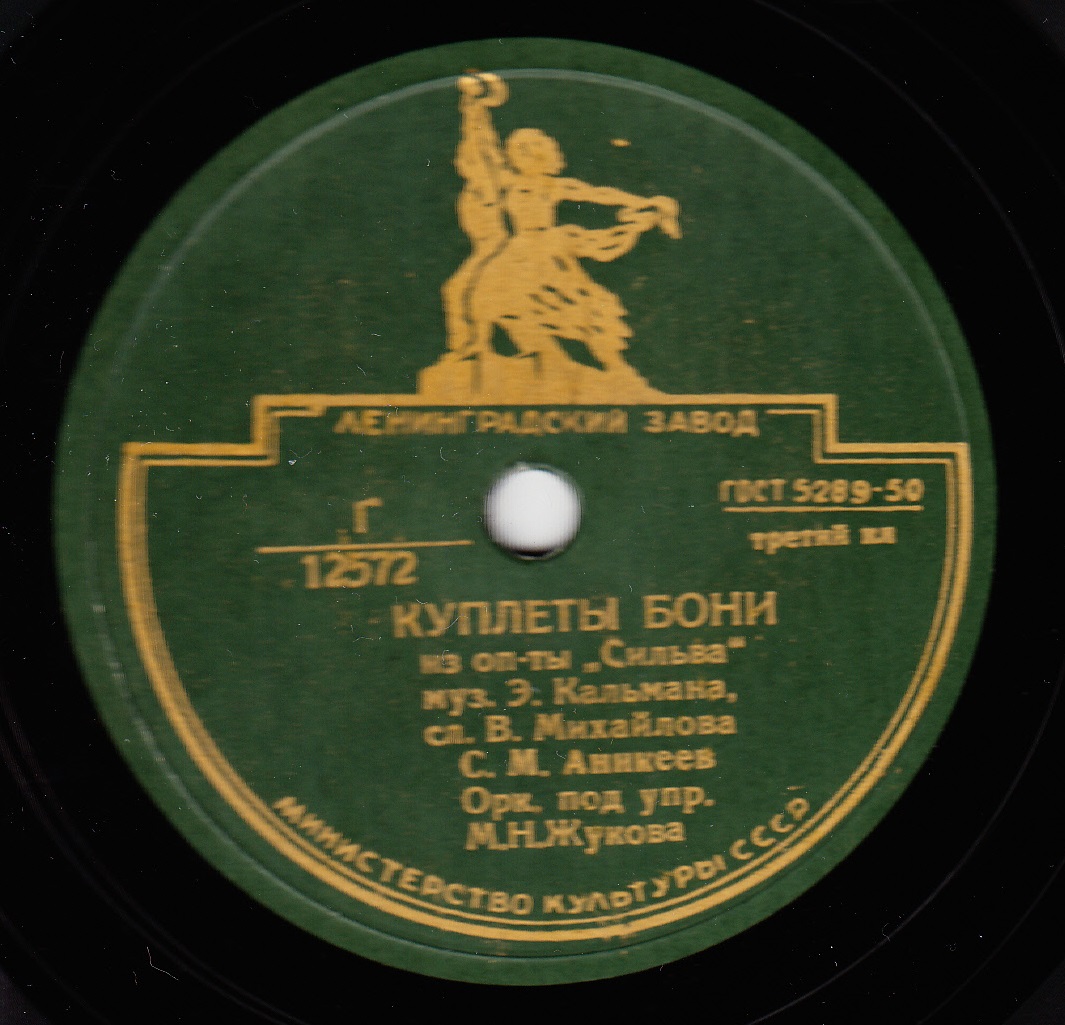 ЛЕНИНГРАДСКИЙ ЗАВОД
ГОСТ 5289-50
третий кл
Г
12572
КУПЛЕТЫ БОНИ
из оп-ты „Сильва“
муз. Э. Кальмана,
сл. В. Михайлова
С. М. Аникеев
Орк. под упр.
М.Н.Жукова
МИНИСТЕРСТВО КУЛЬТУРЫ СССР